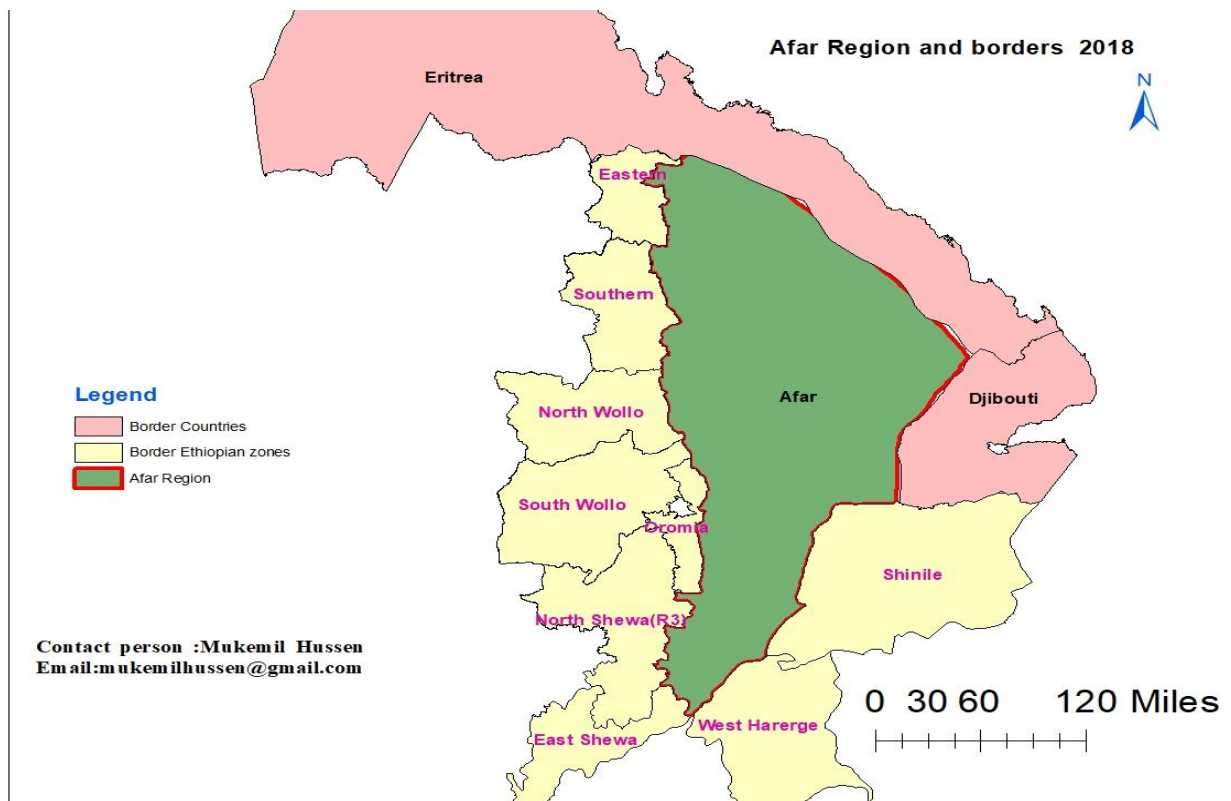 Afar Region and borders 2018
N
Eritrea
Eastern
Southern
Afar
Djibouti
Legend
Border Countries
Border Ethiopian zones
Afar Region
North Wollo
South Wollo
Oromia
Shinile
North Shewa(R3)
Contact person :Mukemil Hussen
Email:mukemilhussen@gmail.com
0 30 60 120 Miles
West Harerge
East Shewa